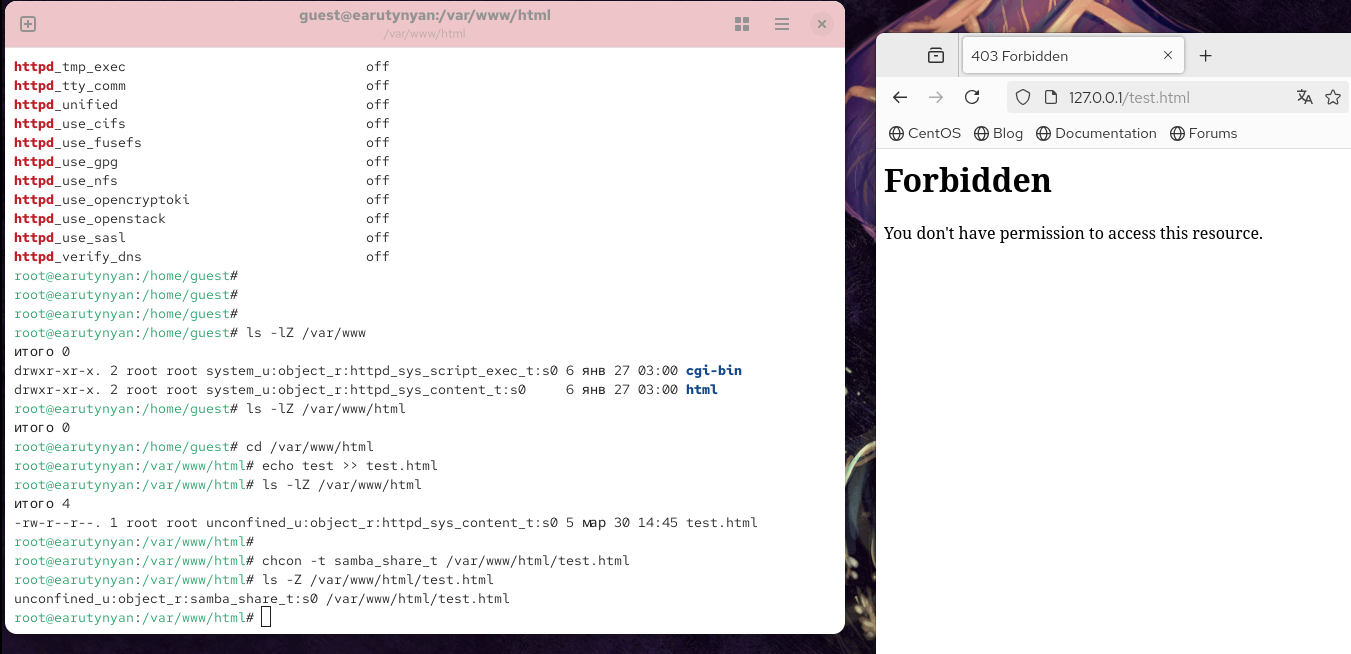 guest@earutynyan:/var/www/html
/var/www/html
httpd_tmp_exec off
httpd_tty_comm off
httpd_unified off
httpd_use_cifs off
httpd_use_fusefs off
httpd_use_gpg off
httpd_use_nfs off
httpd_use_opencryptoki off
httpd_use_openstack off
httpd_use_sasl off
httpd_verify_dns off
root@earutynyan:/home/guest#
root@earutynyan:/home/guest#
root@earutynyan:/home/guest#
root@earutynyan:/home/guest# ls -lZ /var/www
итого 0
drwxr-xr-x. 2 root root system_u:object_r:httpd_sys_script_exec_t:s0 6 янв 27 03:00 cgi-bin
drwxr-xr-x. 2 root root system_u:object_r:httpd_sys_content_t:s0 6 янв 27 03:00 html
root@earutynyan:/home/guest# ls -lZ /var/www/html
итого 0
root@earutynyan:/home/guest# cd /var/www/html
root@earutynyan:/var/www/html# echo test >> test.html
root@earutynyan:/var/www/html# ls -lZ /var/www/html
итого 4
-rw-r--r--. 1 root root unconfined_u:object_r:httpd_sys_content_t:s0 5 мар 30 14:45 test.html
root@earutynyan:/var/www/html#
root@earutynyan:/var/www/html# chcon -t samba_share_t /var/www/html/test.html
root@earutynyan:/var/www/html# ls -Z /var/www/html/test.html
unconfined_u:object_r:samba_share_t:s0 /var/www/html/test.html
root@earutynyan:/var/www/html#
403 Forbidden
127.0.0.1/test.html
CentOS Blog Documentation Forums
Forbidden
You don't have permission to access this resource.